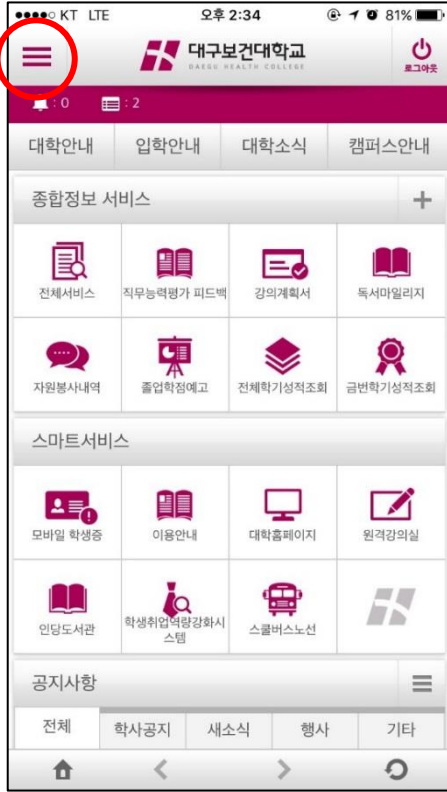 KT LTE 오후 2:34 81%
대구보건대학교
DAEGU HEALTH COLLEGE
로그아웃
: 0 : 2
대학안내 입학안내 대학소식 캠퍼스안내
종합정보 서비스
전체서비스 직무능력평가 피드백 강의계획서 독서마일리지
자원봉사내역 졸업학점예고 전체학기성적조회 금번학기성적조회
스마트서비스
모바일 학생증 이용안내 대학홈페이지 원격강의실
인당도서관 학생취업역량강화시
스템 스쿨버스노선
공지사항
전체 학사공지 새소식 행사 기타